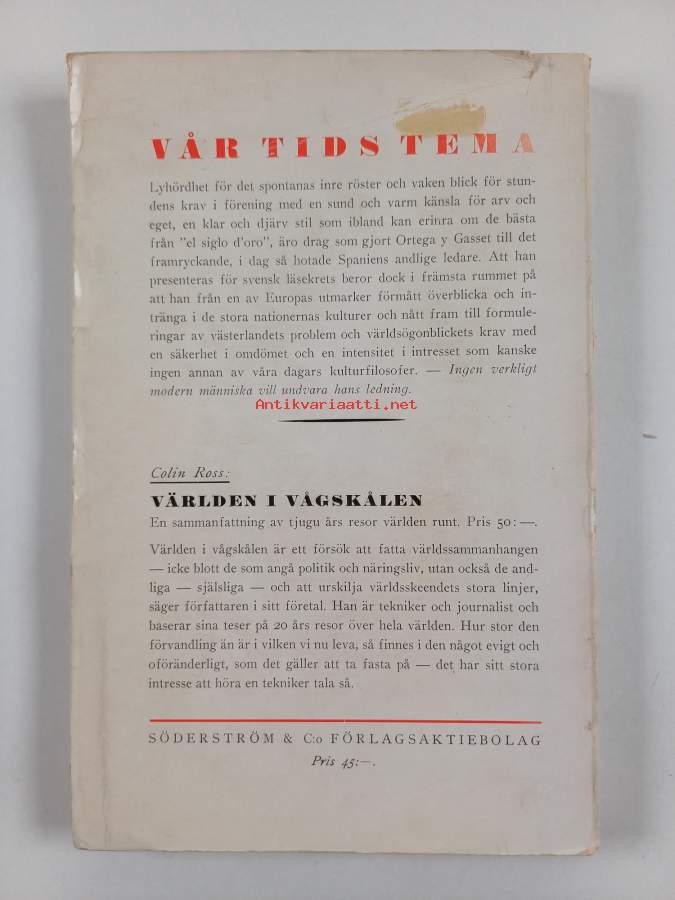 VÅR TIDS TEMA
Lyhördhet för det spontanas inre röster och vaken blick för stun-
dens krav i förening med en sund och varm känsla för arv och
eget, en klar och djärv stil som ibland kan erinra om de bästa
från "el siglo d'oro", äro drag som gjort Ortega y Gasset till det
framryckande, i dag så hotade Spaniens andlige ledare. Att han
presenteras för svensk läsekrets beror dock i främsta rummet på
att han från en av Europas utmarker förmått överblicka och in-
tränga i de stora nationernas kulturer och nått fram till formule-
ringar av västerlandets problem och världsögonblickets krav med
en säkerhet i omdömet och en intensitet i intresset som kanske
ingen annan av våra dagars kulturfilosofer. — Ingen verkligt
modern människa vill undvara hans ledning.
Antikvariaatti.net
Colin Ross:
VÄRLDEN I VÅGSKÅLEN
En sammanfattning av tjugu års resor världen runt. Pris 50: —.
Världen i vågskålen är ett försök att fatta världssammanhangen
— icke blott de som angå politik och näringsliv, utan också de and-
liga — själsliga — och att urskilja världsskeendets stora linjer,
säger författaren i sitt företal. Han är tekniker och journalist och
baserar sina teser på 20 års resor över hela världen. Hur stor den
förvandling än är i vilken vi nu leva, så finnes i den något evigt och
oföränderligt, som det gäller att ta fasta på — det har sitt stora
intresse att höra en tekniker tala så.
SÖDERSTRÖM & C:o FÖRLAGSAKTIEBOLAG
Pris 45:—.